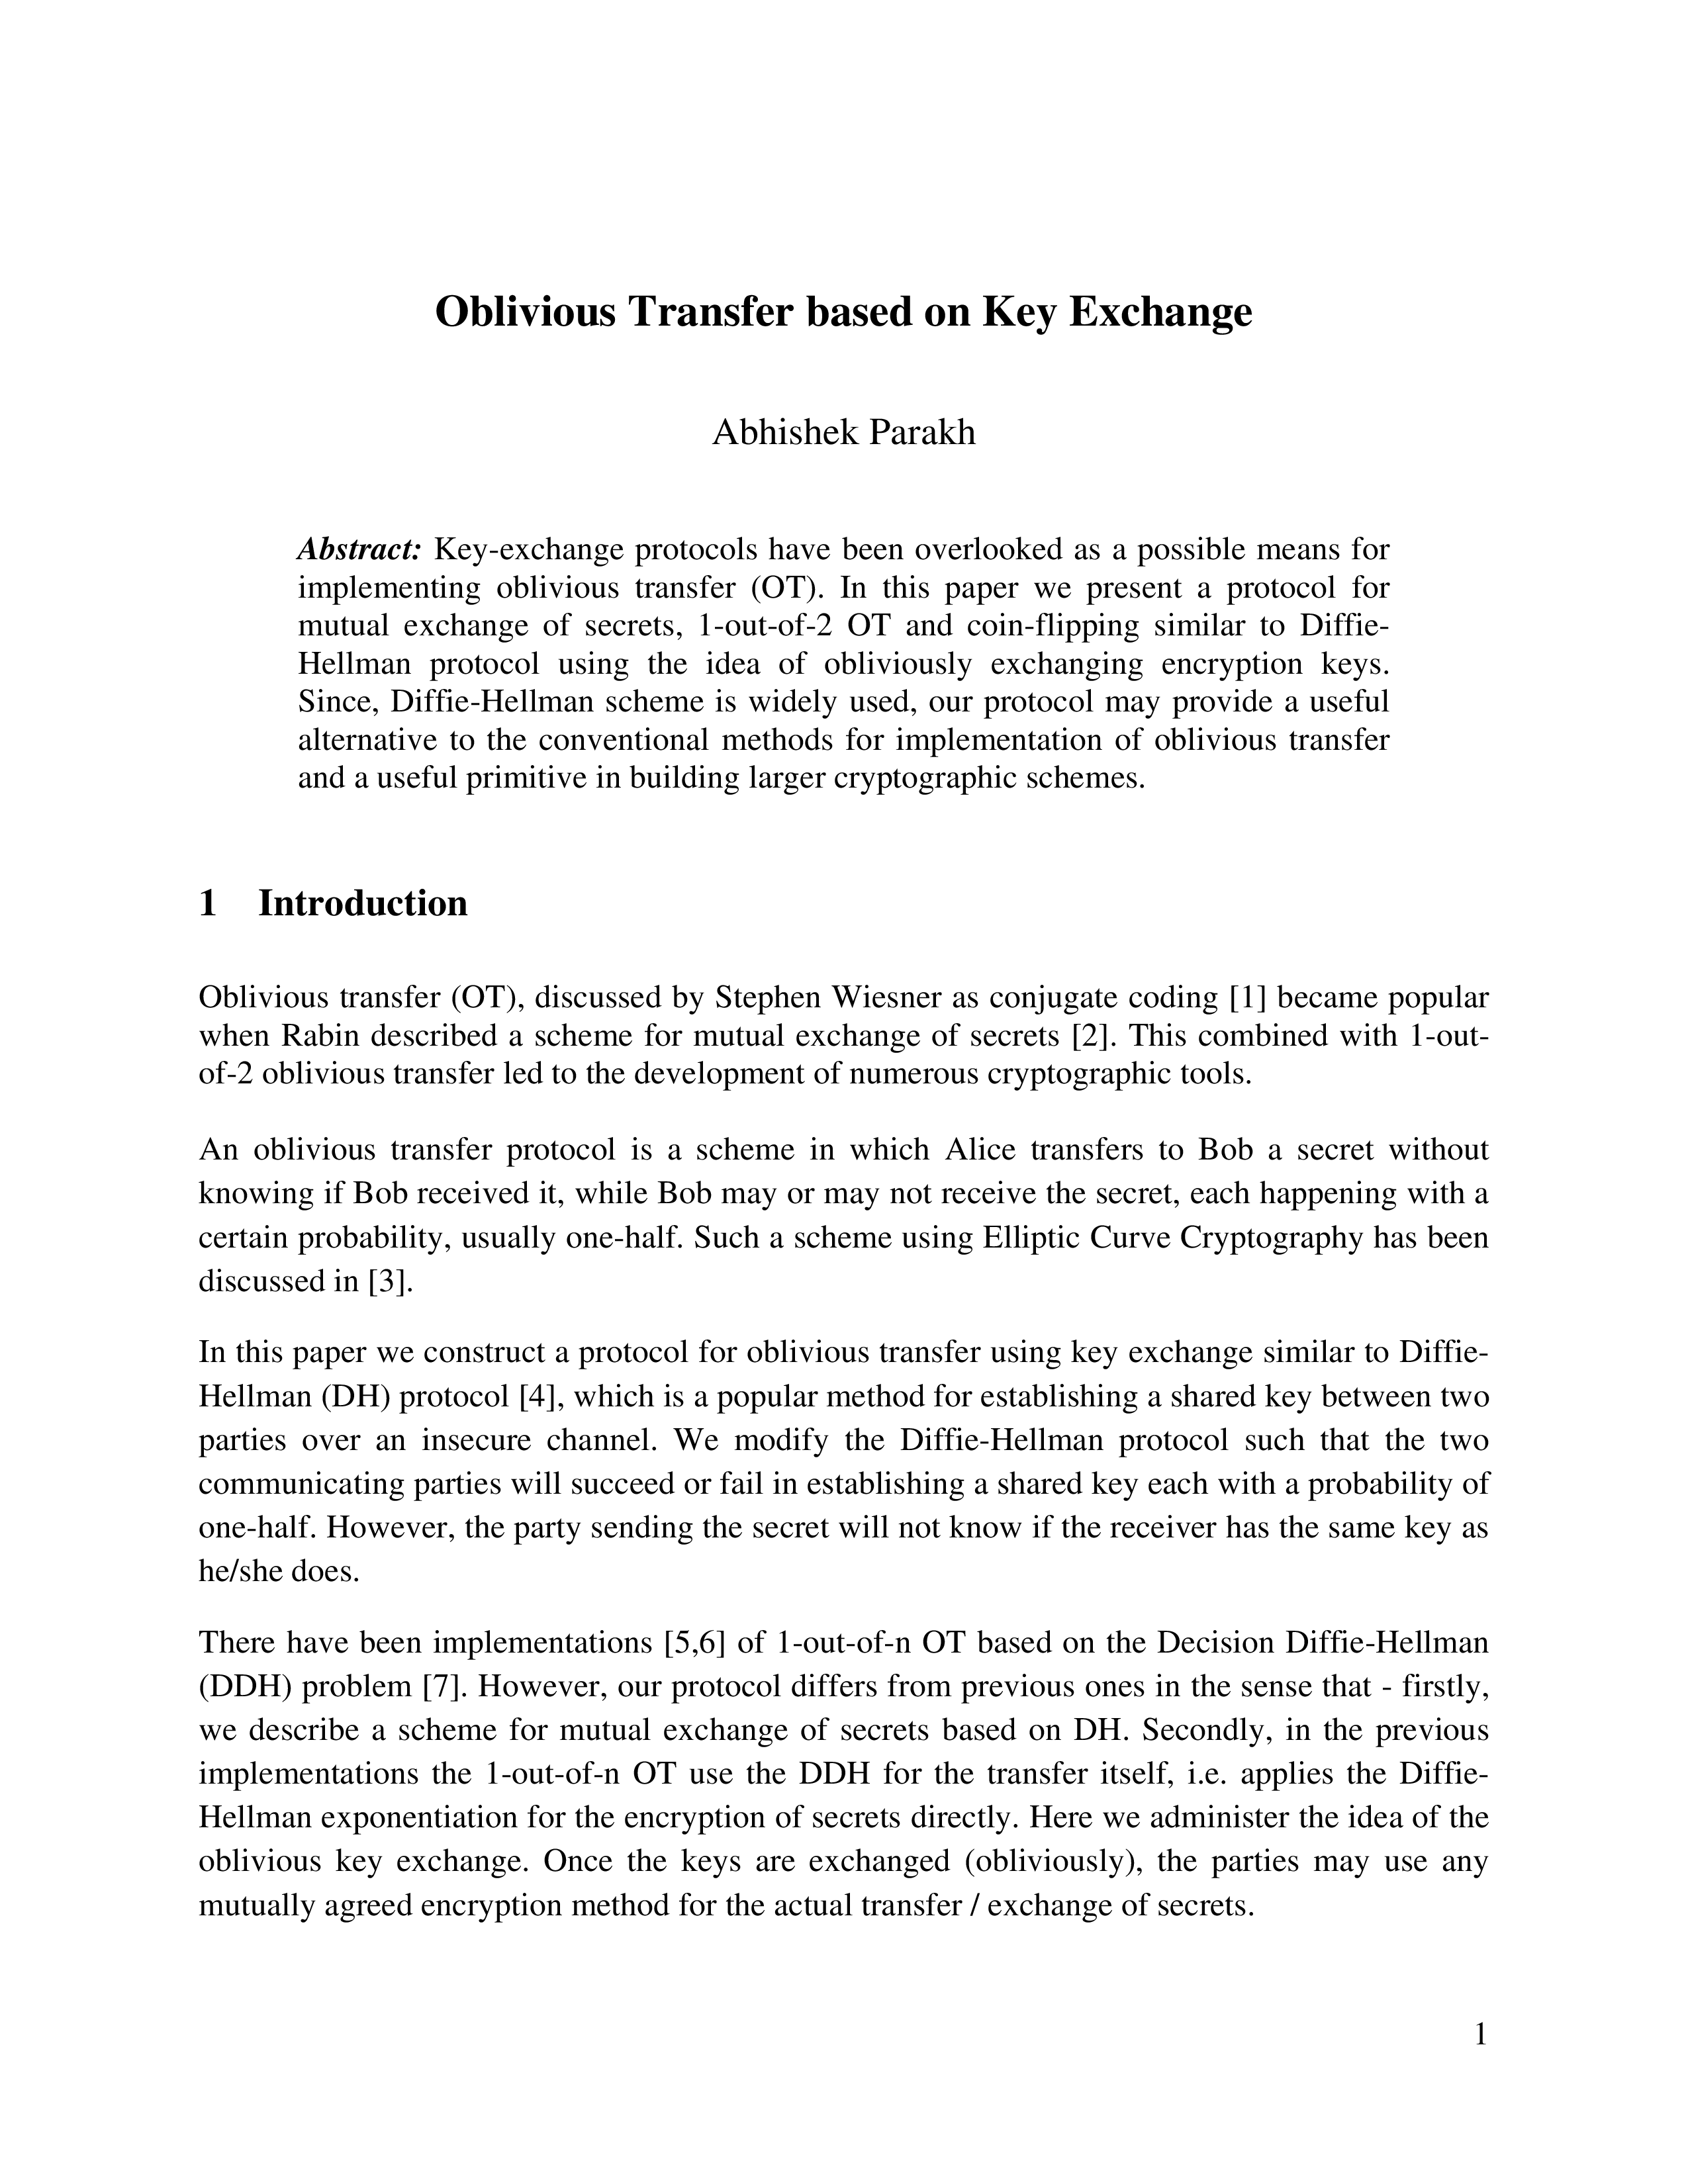 Oblivious Transfer based on Key Exchange
Abhishek Parakh
Abstract: Key-exchange protocols have been overlooked as a possible means for
implementing oblivious transfer (OT). In this paper we present a protocol for
mutual exchange of secrets, 1-out-of-2 OT and coin-flipping similar to Diffie-
Hellman protocol using the idea of obliviously exchanging encryption keys.
Since, Diffie-Hellman scheme is widely used, our protocol may provide a useful
alternative to the conventional methods for implementation of oblivious transfer
and a useful primitive in building larger cryptographic schemes.
1 Introduction
Oblivious transfer (OT), discussed by Stephen Wiesner as conjugate coding [1] became popular
when Rabin described a scheme for mutual exchange of secrets [2]. This combined with 1-out-
of-2 oblivious transfer led to the development of numerous cryptographic tools.
An oblivious transfer protocol is a scheme in which Alice transfers to Bob a secret without
knowing if Bob received it, while Bob may or may not receive the secret, each happening with a
certain probability, usually one-half. Such a scheme using Elliptic Curve Cryptography has been
discussed in [3].
In this paper we construct a protocol for oblivious transfer using key exchange similar to Diffie-
Hellman (DH) protocol [4], which is a popular method for establishing a shared key between two
parties over an insecure channel. We modify the Diffie-Hellman protocol such that the two
communicating parties will succeed or fail in establishing a shared key each with a probability of
one-half. However, the party sending the secret will not know if the receiver has the same key as
he/she does.
There have been implementations [5,6] of 1-out-of-n OT based on the Decision Diffie-Hellman
(DDH) problem [7]. However, our protocol differs from previous ones in the sense that - firstly,
we describe a scheme for mutual exchange of secrets based on DH. Secondly, in the previous
implementations the 1-out-of-n OT use the DDH for the transfer itself, i.e. applies the Diffie-
Hellman exponentiation for the encryption of secrets directly. Here we administer the idea of the
oblivious key exchange. Once the keys are exchanged (obliviously), the parties may use any
mutually agreed encryption method for the actual transfer / exchange of secrets.
1